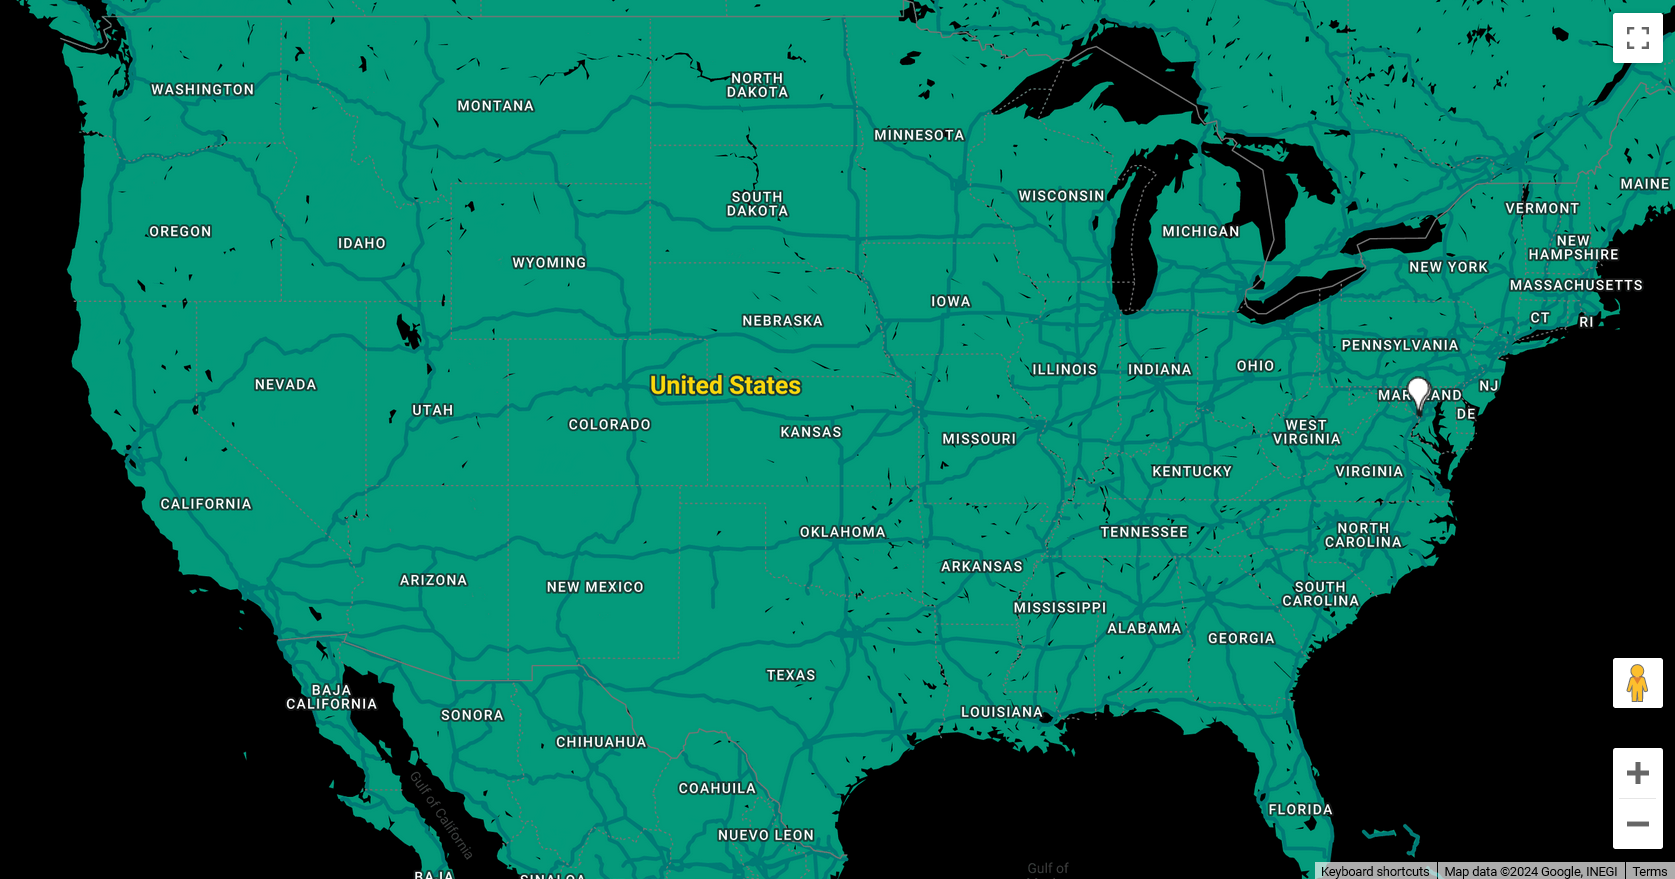 WASHINGTON
MONTANA
NORTH
DAKOTA
MINNESOTA
SOUTH
DAKOTA
WISCONSIN
MAINE
VERMONT
OREGON
IDAHO
MICHIGAN
NEW
HAMPSHIRE
WYOMING
NEW YORK
MASSACHUSETTS
IOWA
NEBRASKA
CT
RI
PENNSYLVANIA
ILLINOIS
INDIANA
OHIO
NEVADA
United States
NJ
UTAH
DE
COLORADO
KANSAS
MISSOURI
WEST
VIRGINIA
KENTUCKY
VIRGINIA
CALIFORNIA
OKLAHOMA
TENNESSEE
NORTH
CAROLINA
ARIZONA
NEW MEXICO
ARKANSAS
SOUTH
CAROLINA
MISSISSIPPI
ALABAMA
GEORGIA
TEXAS
BAJA
CALIFORNIA
SONORA
LOUISIANA
CHIHUAHUA
COAHUILA
Gulf of California
FLORIDA
NUEVO LEON
Gulf of
Keyboard shortcuts
Map data ©2024 Google, INEGI
Terms